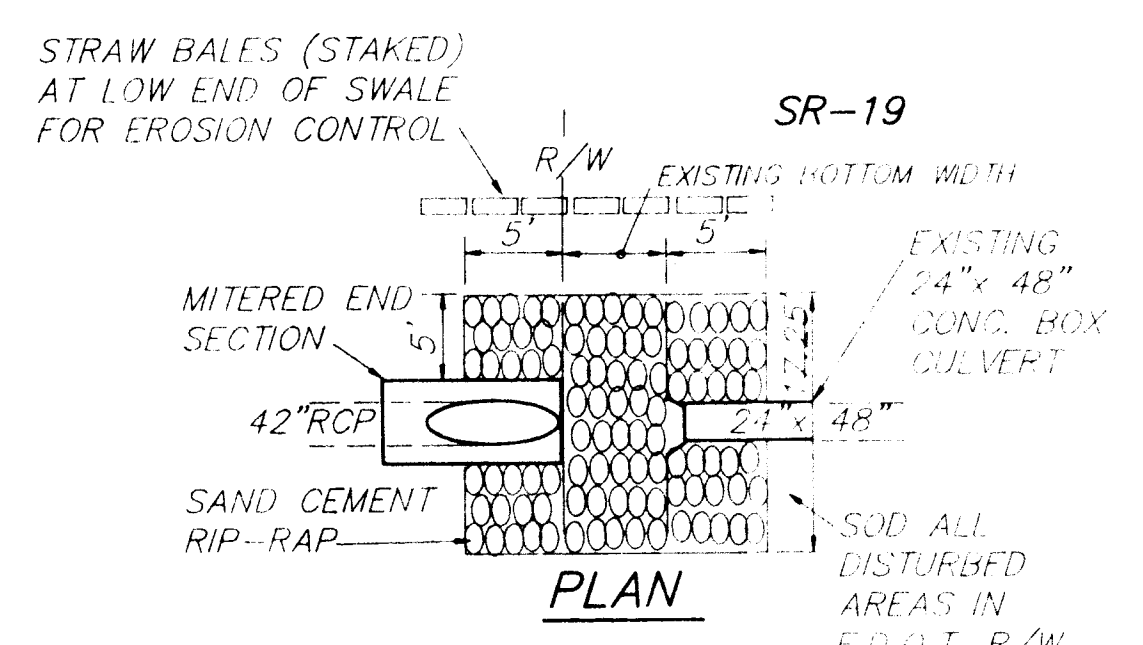 STRAW BALES (STAKED)
AT LOW END OF SWALE
FOR EROSION CONTROL
SR-19
R/W
EXISTING BOTTOM WIDTH
5'
5'
EXISTING
24"x 48"
CONC. BOX
CULVERT
MITERED END
SECTION
5'
17.25
42"RCP
24"x 48"
SAND CEMENT
RIP-RAP
SOD ALL
DISTURBED
AREAS IN
F.D.O.T. R/W
PLAN